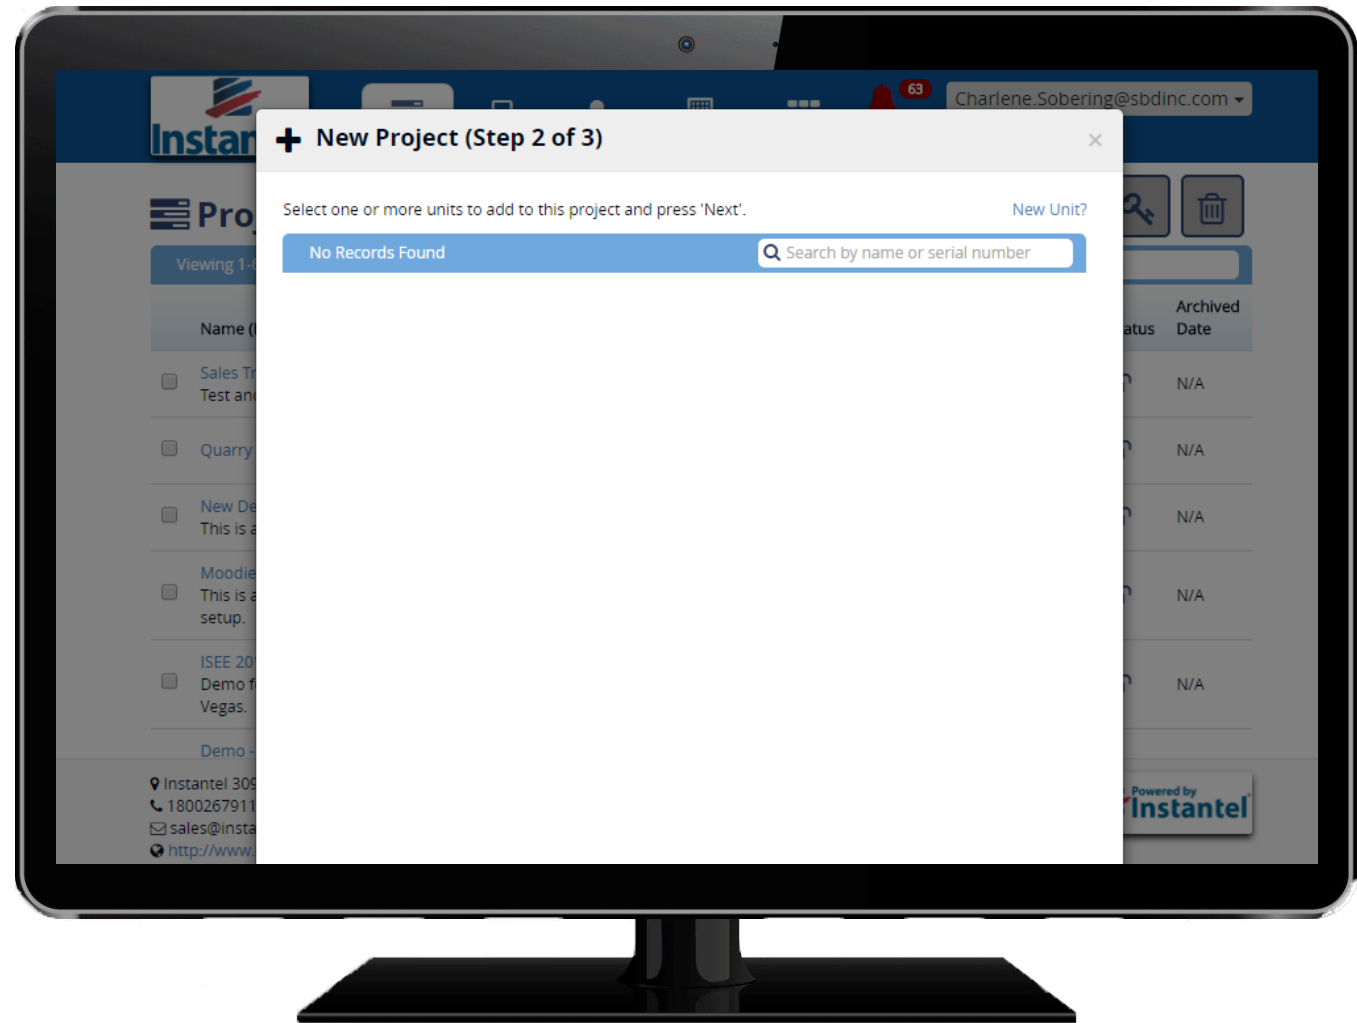 63
Charlene.Sobering@sbdinc.com
Instan
New Project (Step 2 of 3)
×
Select one or more units to add to this project and press 'Next'.
New Unit?
No Records Found
Search by name or serial number
Viewing 1-
Name (
atus
Archived
Date
Sales Tr
Test and
N/A
Quarry
N/A
New De
This is a
N/A
Moodie
This is a
setup.
N/A
ISEE 20
Demo f
Vegas.
N/A
Demo -
Instantel 309
1800267911
sales@insta
http://www.
Powered by
Instantel